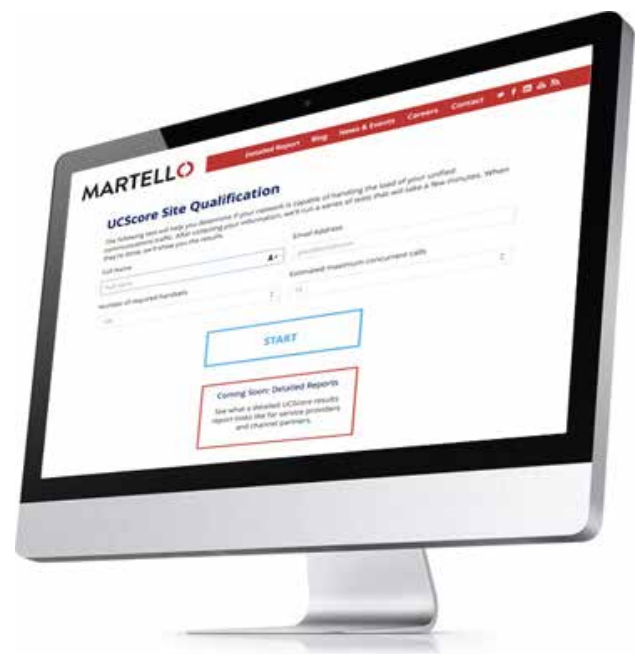 Detailed Report Blog News & Events Careers Contact
MARTELLO
UCScore Site Qualification
The following test will help you determine if your network is capable of handling the load of your unified
communications traffic. After collecting your information, we'll run a series of tests that will take a few minutes. When
they're done, we'll show you the results.
Full Name
Email Address
Full name
Number of required handsets
Estimated maximum concurrent calls
START
Coming Soon: Detailed Reports
See what a detailed UCScore results
report looks like for service providers
and channel partners.